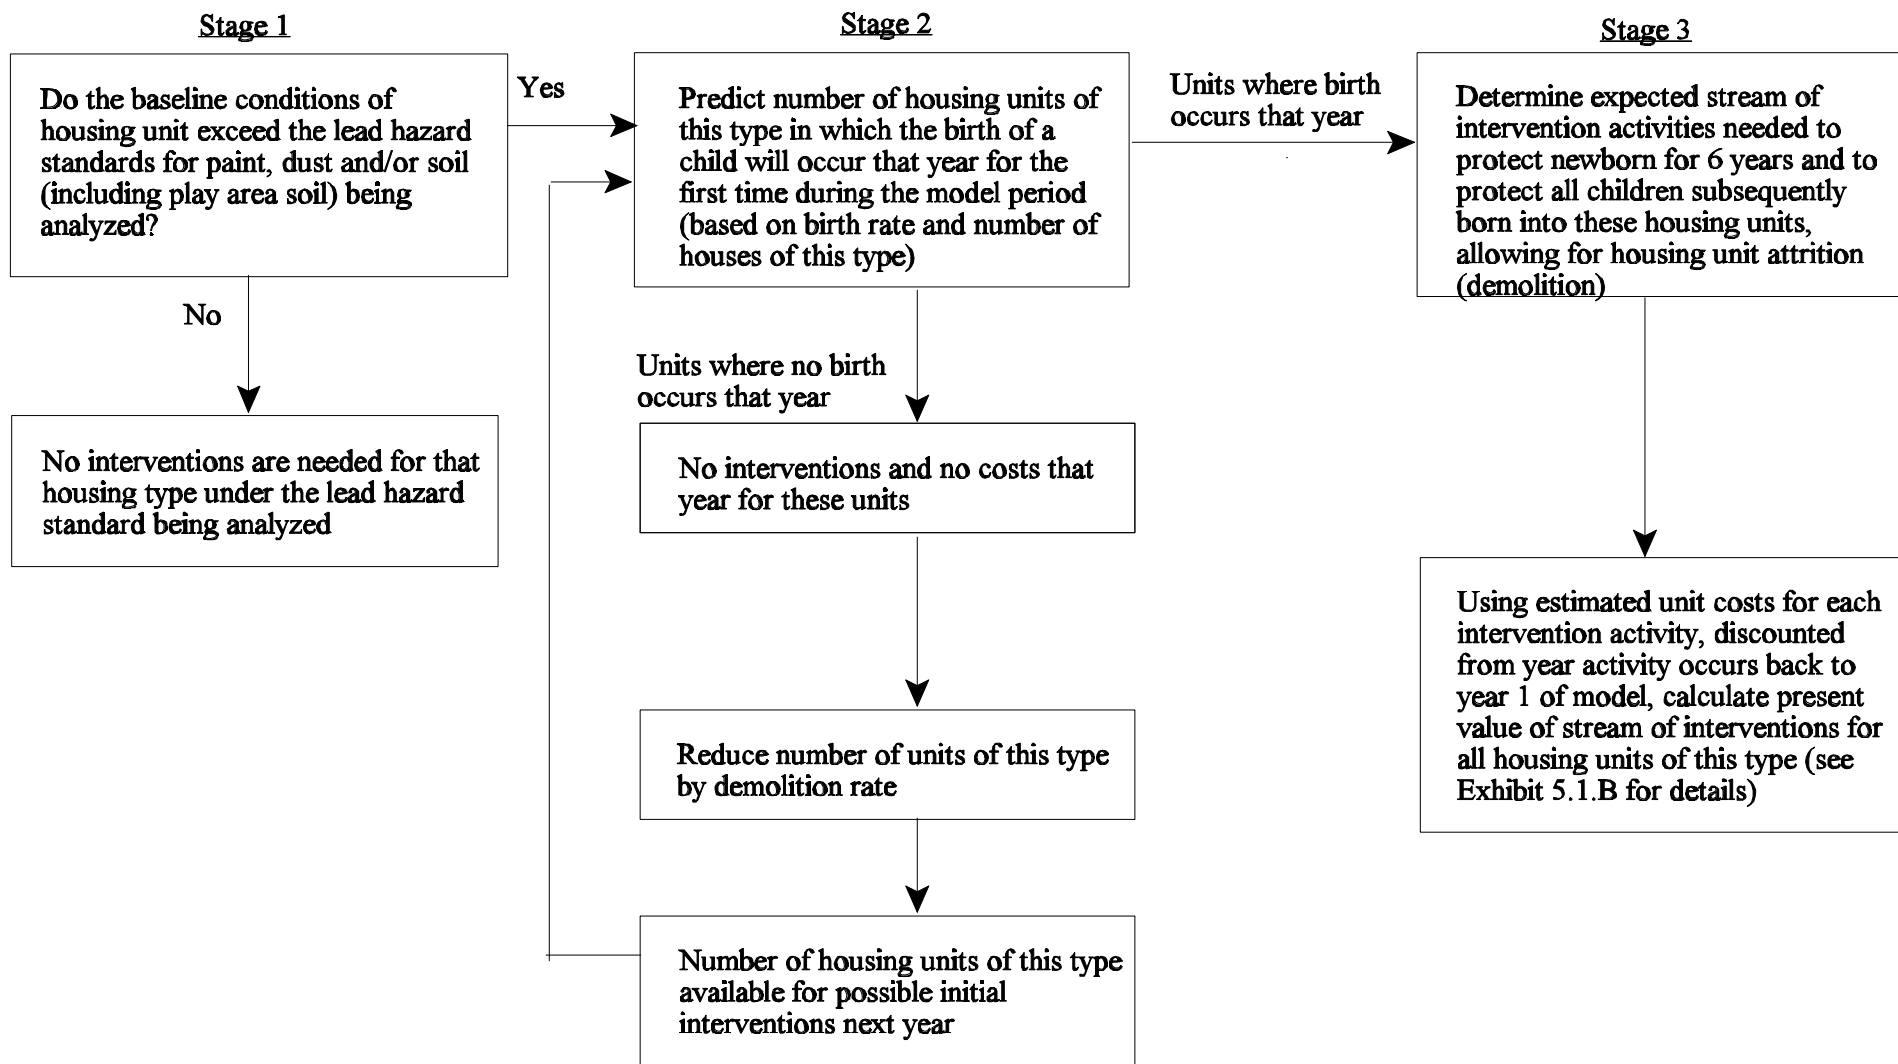 Stage 1
Do the baseline conditions of
housing unit exceed the lead hazard
standards for paint, dust and/or soil
(including play area soil) being
analyzed?
Yes
No
No interventions are needed for that
housing type under the lead hazard
standard being analyzed
Stage 2
Predict number of housing units of
this type in which the birth of a
child will occur that year for the
first time during the model period
(based on birth rate and number of
houses of this type)
Units where birth
occurs that year
Units where no birth
occurs that year
No interventions and no costs that
year for these units
Reduce number of units of this type
by demolition rate
Number of housing units of this type
available for possible initial
interventions next year
Stage 3
Determine expected stream of
intervention activities needed to
protect newborn for 6 years and to
protect all children subsequently
born into these housing units,
allowing for housing unit attrition
(demolition)
Using estimated unit costs for each
intervention activity, discounted
from year activity occurs back to
year 1 of model, calculate present
value of stream of interventions for
all housing units of this type (see
Exhibit 5.1.B for details)